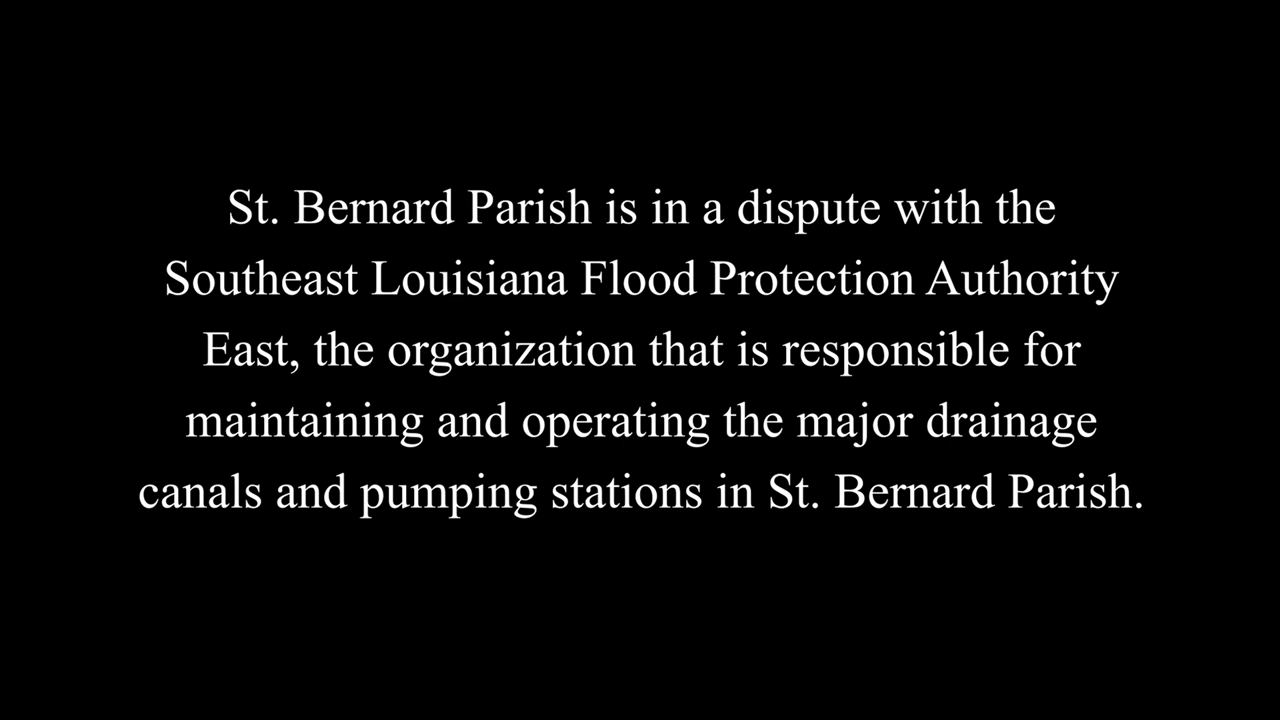 St. Bernard Parish is in a dispute with the
Southeast Louisiana Flood Protection Authority
East, the organization that is responsible for
maintaining and operating the major drainage
canals and pumping stations in St. Bernard Parish.